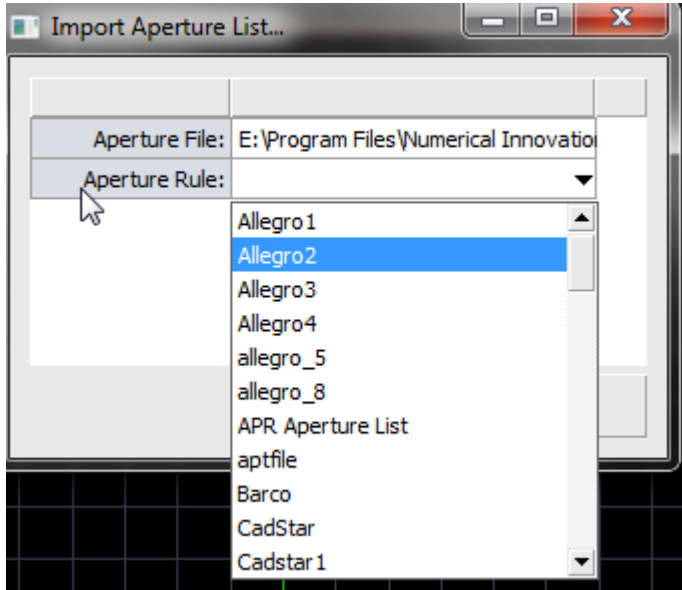 Import Aperture List...
Aperture File: E:\Program Files\Numerical Innovation
Aperture Rule:
Allegro1
Allegro2
Allegro3
Allegro4
allegro_5
allegro_8
APR Aperture List
aptfile
Barco
CadStar
Cadstar1